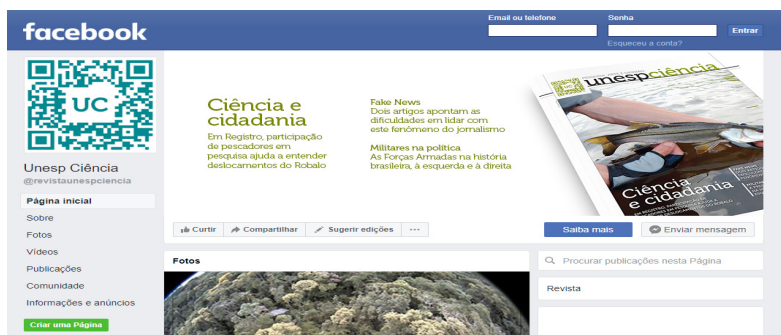 facebook
Email ou telefone
Senha
Entrar
Esqueceu a conta?
UC
Unesp Ciência
@revistaunespciencia
Página inicial
Sobre
Fotos
Vídeos
Publicações
Comunidade
Informações e anúncios
Criar uma Página
Ciência e
cidadania
Em Registro, participação
de pescadores em
pesquisa ajuda a entender
deslocamentos do Robalo
Fake News
Dois artigos apontam as
dificuldades em lidar com
este fenômeno do jornalismo
Militares na política
As Forças Armadas na história
brasileira, à esquerda e à direita
unespciência
Ciência
e cidadania
Curtir
Compartilhar
Sugerir edições
Saiba mais
Enviar mensagem
Fotos
Procurar publicações nesta Página
Revista